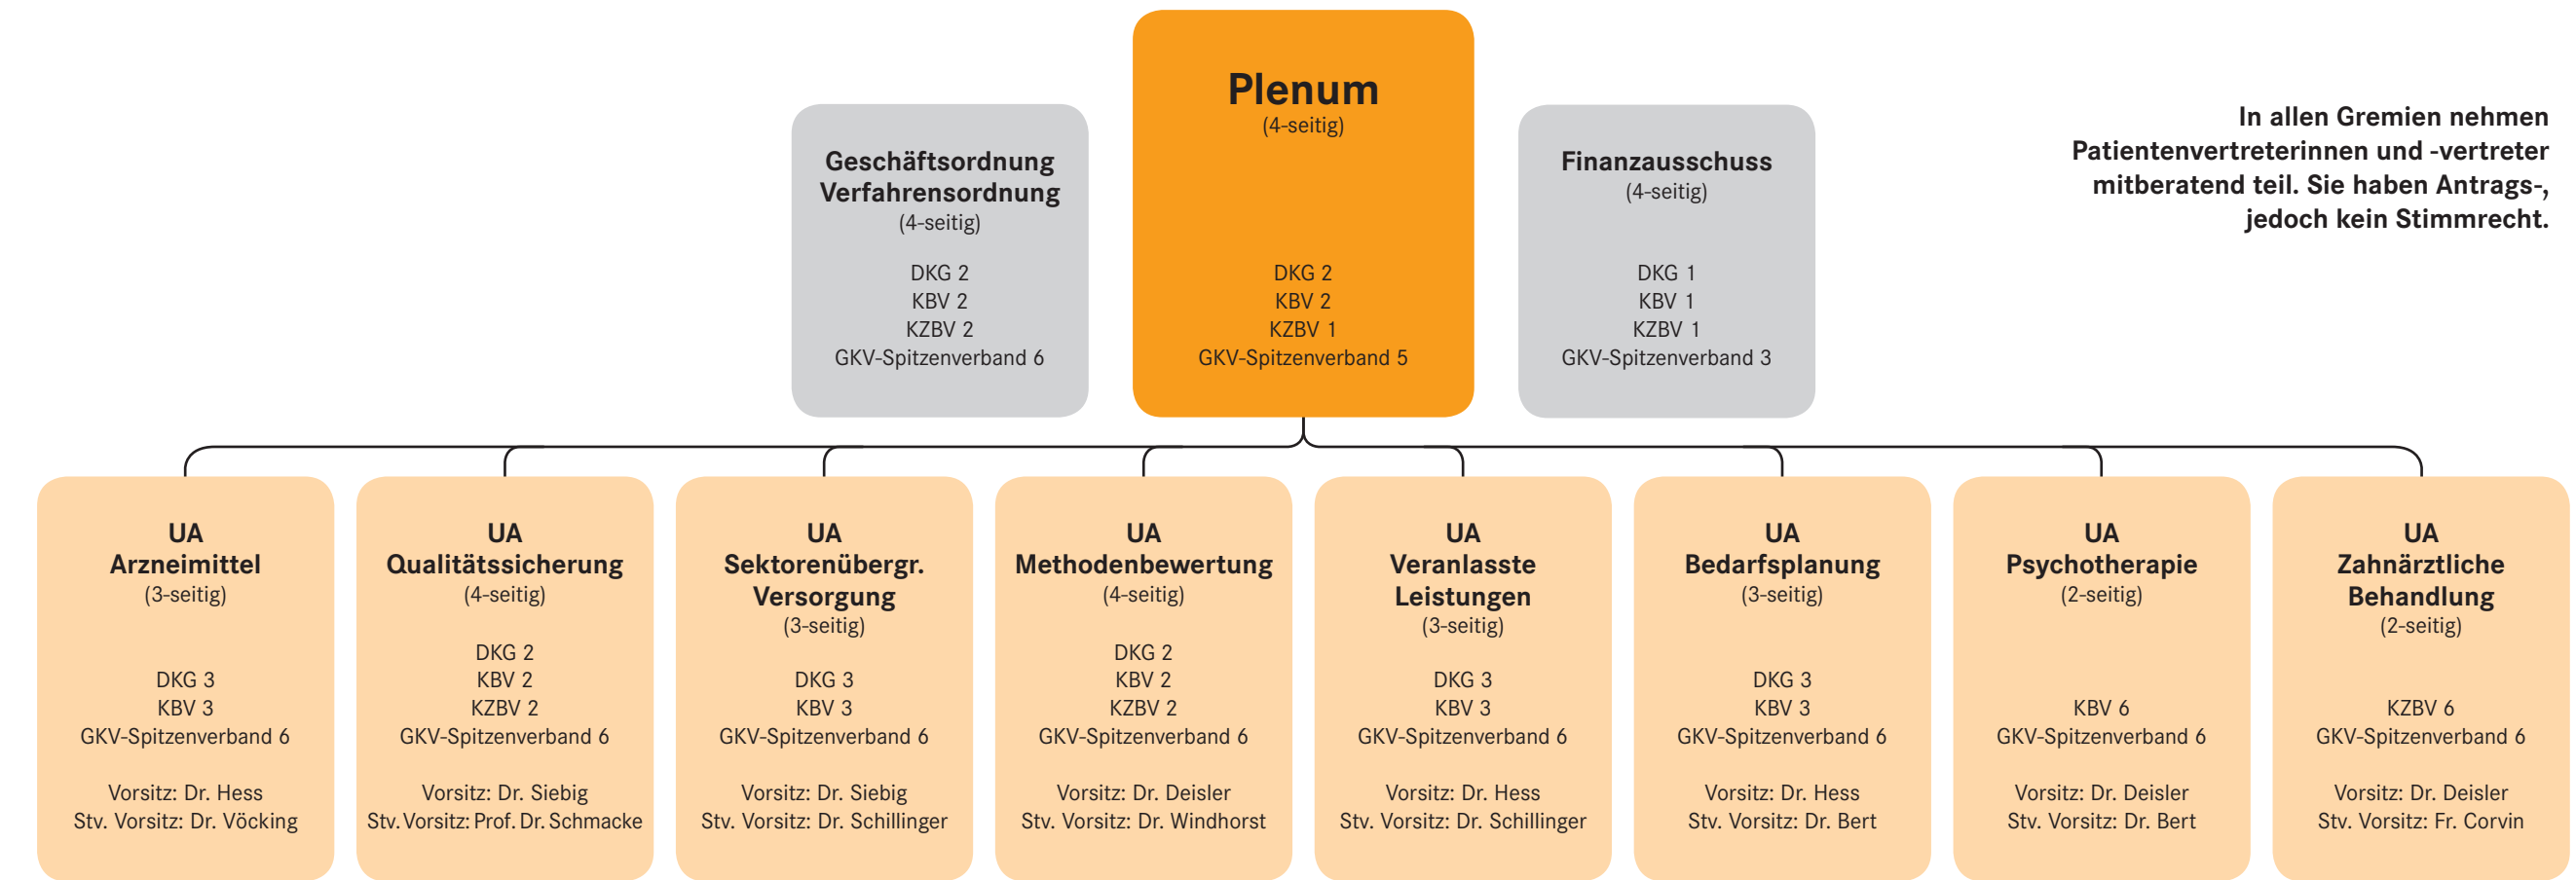 Plenum
(4-seitig)
DKG 2
KBV 2
KZBV 1
GKV-Spitzenverband 5
Geschäftsordnung
Verfahrensordnung
(4-seitig)
DKG 2
KBV 2
KZBV 2
GKV-Spitzenverband 6
Finanzausschuss
(4-seitig)
DKG 1
KBV 1
KZBV 1
GKV-Spitzenverband 3
In allen Gremien nehmen
Patientenvertreterinnen und -vertreter
mitberatend teil. Sie haben Antrags-,
jedoch kein Stimmrecht.
UA
Arzneimittel
(3-seitig)
DKG 3
KBV 3
GKV-Spitzenverband 6
Vorsitz: Dr. Hess
Stv. Vorsitz: Dr. Vöcking
UA
Qualitätssicherung
(4-seitig)
DKG 2
KBV 2
KZBV 2
GKV-Spitzenverband 6
Vorsitz: Dr. Siebig
Stv. Vorsitz: Prof. Dr. Schmacke
UA
Sektorenübergr.
Versorgung
(3-seitig)
DKG 3
KBV 3
GKV-Spitzenverband 6
Vorsitz: Dr. Siebig
Stv. Vorsitz: Dr. Schillinger
UA
Methodenbewertung
(4-seitig)
DKG 2
KBV 2
KZBV 2
GKV-Spitzenverband 6
Vorsitz: Dr. Deisler
Stv. Vorsitz: Dr. Windhorst
UA
Veranlasste
Leistungen
(3-seitig)
DKG 3
KBV 3
GKV-Spitzenverband 6
Vorsitz: Dr. Hess
Stv. Vorsitz: Dr. Schillinger
UA
Bedarfsplanung
(3-seitig)
DKG 3
KBV 3
GKV-Spitzenverband 6
Vorsitz: Dr. Hess
Stv. Vorsitz: Dr. Bert
UA
Psychotherapie
(2-seitig)
KBV 6
GKV-Spitzenverband 6
Vorsitz: Dr. Deisler
Stv. Vorsitz: Dr. Bert
UA
Zahnärztliche
Behandlung
(2-seitig)
KZBV 6
GKV-Spitzenverband 6
Vorsitz: Dr. Deisler
Stv. Vorsitz: Fr. Corvin